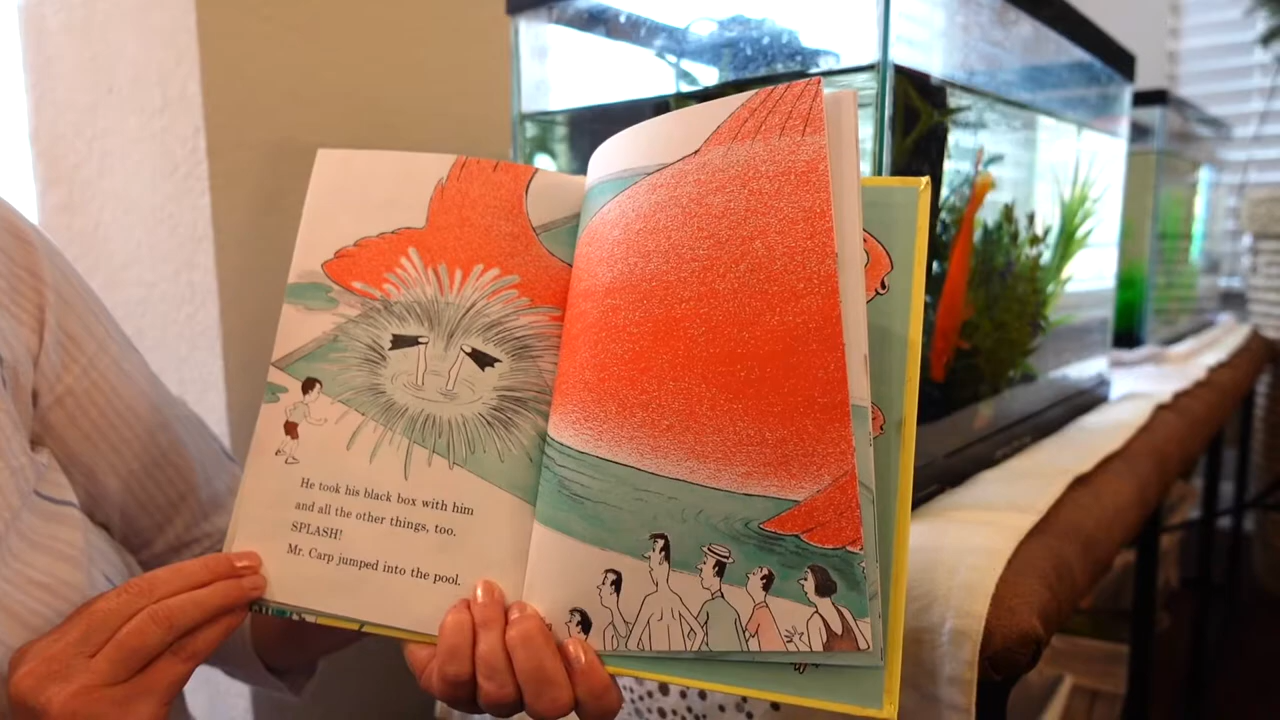 He took his black box with him
and all the other things, too.
SPLASH!
Mr. Carp jumped into the pool.